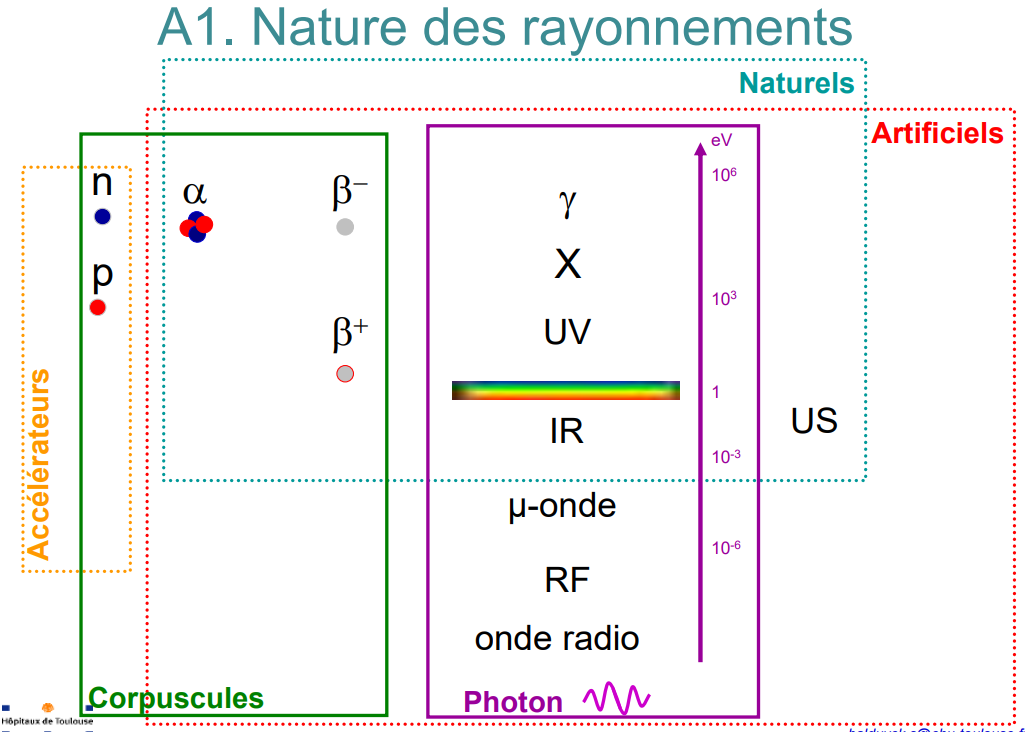 A1. Nature des rayonnements
Naturels
Artificiels
eV
n
α
β–
γ
10⁶
p
X
10³
β+
UV
1
Accélérateurs
IR
US
10⁻³
µ-onde
10⁻⁶
RF
onde radio
Corpuscules
Photon
Hôpitaux de Toulouse